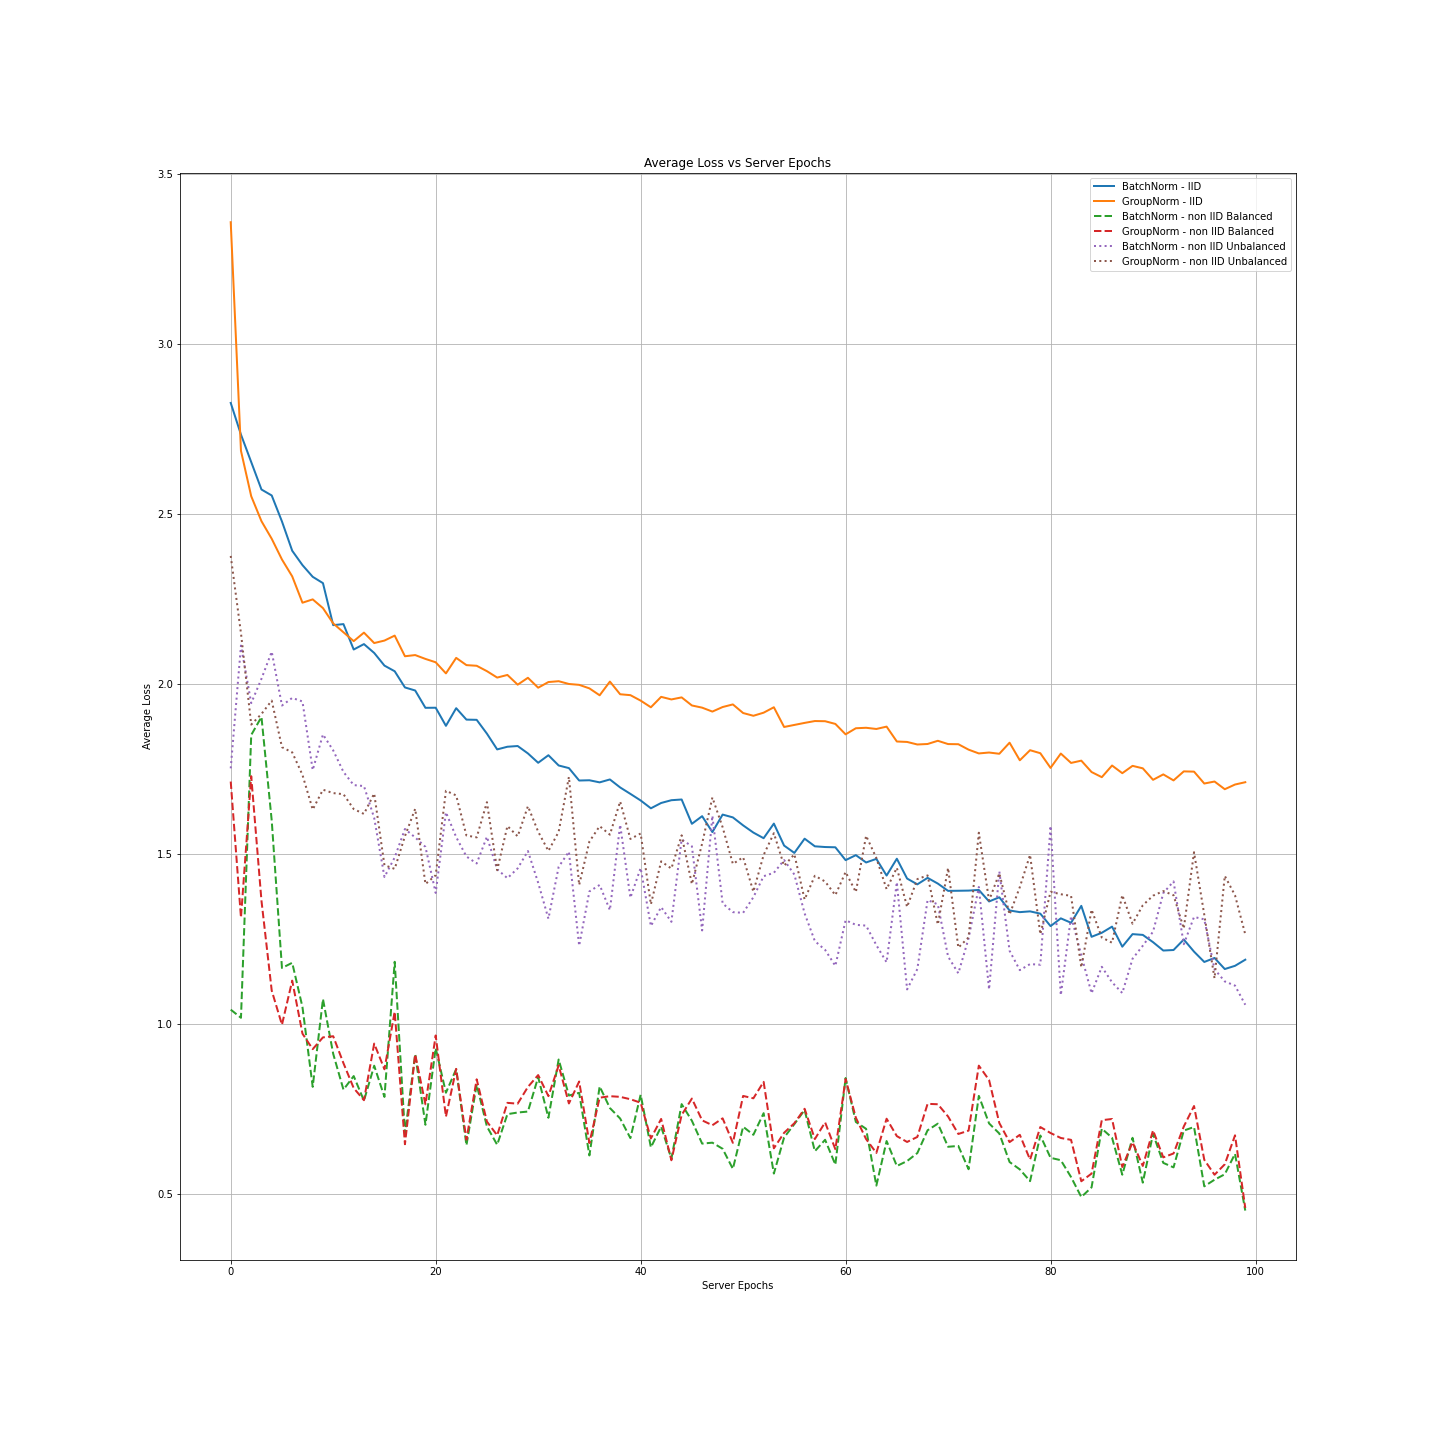 Average Loss vs Server Epochs
3.5
3.0
2.5
2.0
1.5
1.0
0.5
Average Loss
BatchNorm - IID
GroupNorm - IID
BatchNorm - non IID Balanced
GroupNorm - non IID Balanced
BatchNorm - non IID Unbalanced
GroupNorm - non IID Unbalanced
0 20 40 60 80 100
Server Epochs